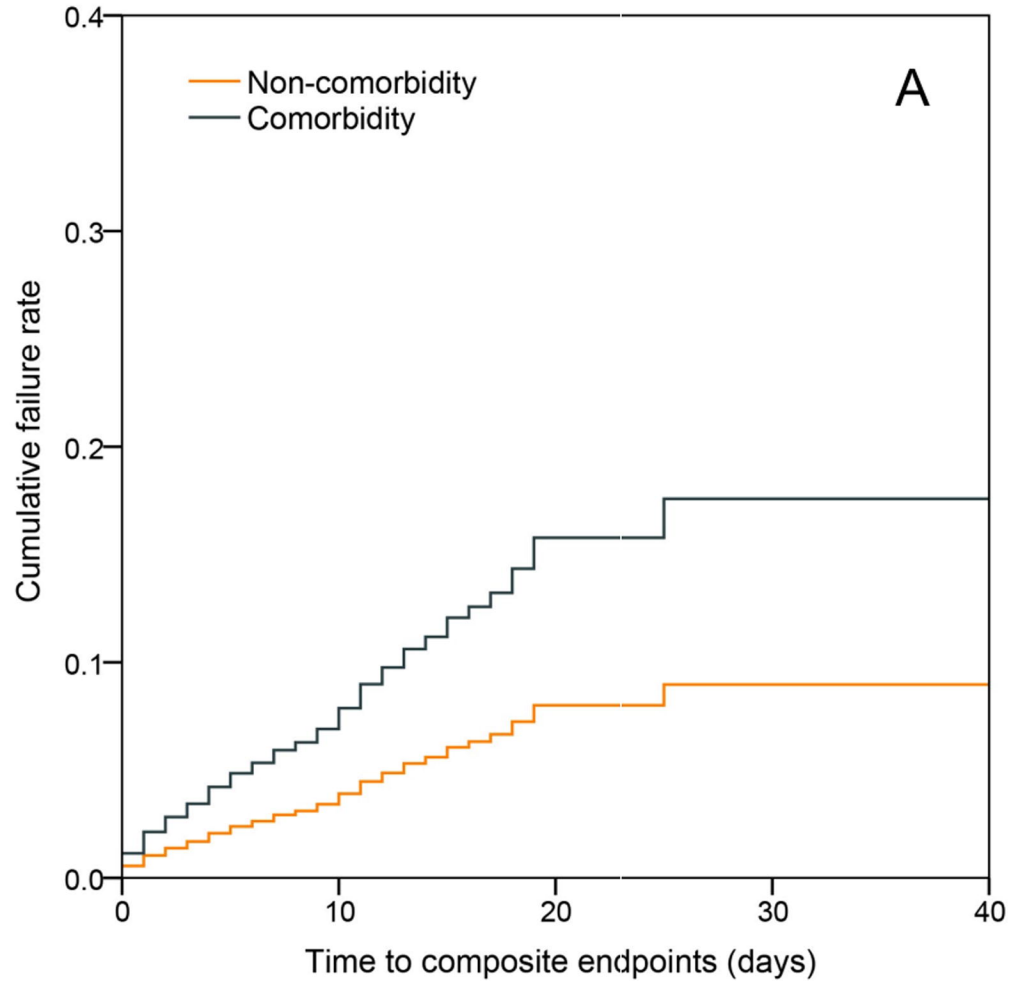 0.4
Non-comorbidity
Comorbidity
A
0.3
0.2
0.1
0.0
Cumulative failure rate
0 10 20 30 40
Time to composite endpoints (days)